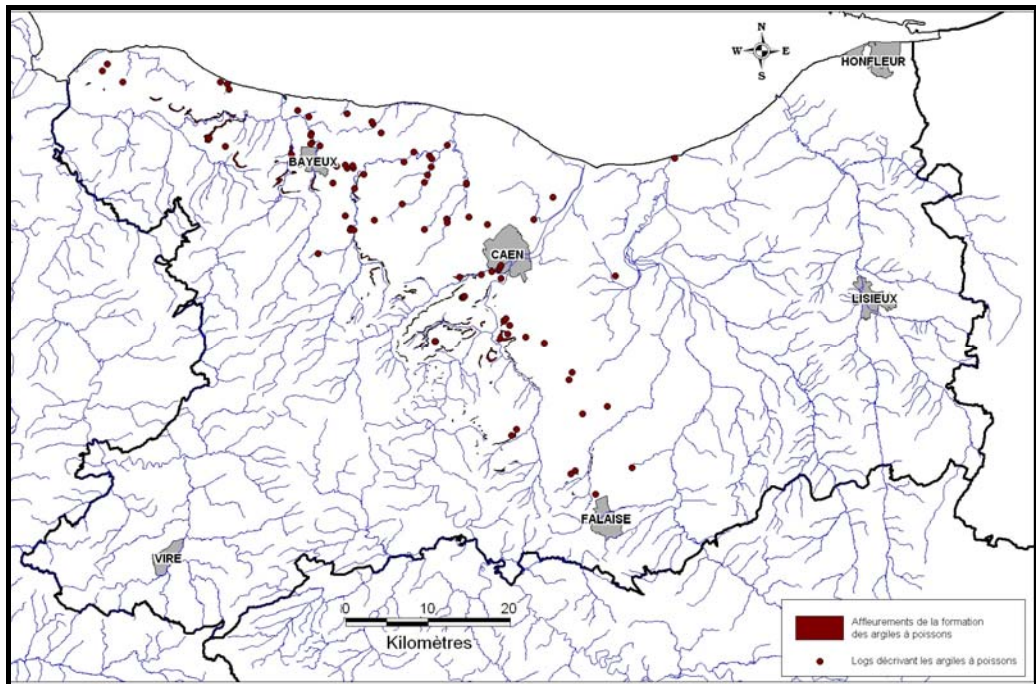 N
W E
S
HONFLEUR
BAYEUX
CAEN
LISIEUX
FALAISE
VIRE
0 10 20
Kilomètres
Affleurements de la formation
des argiles à poissons
Logs décrivant les argiles à poissons